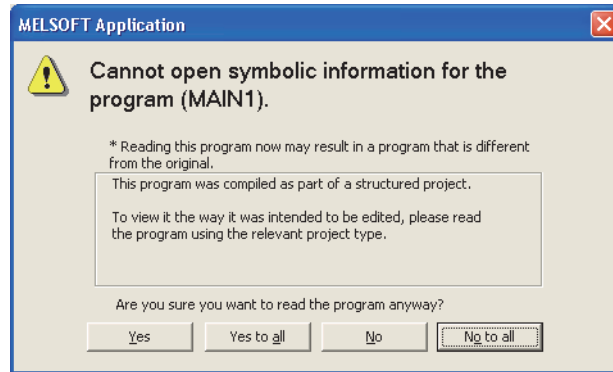 MELSOFT Application
Cannot open symbolic information for the
program (MAIN1).
* Reading this program now may result in a program that is different
from the original.
This program was compiled as part of a structured project.
To view it the way it was intended to be edited, please read
the program using the relevant project type.
Are you sure you want to read the program anyway?
Yes Yes to all No No to all